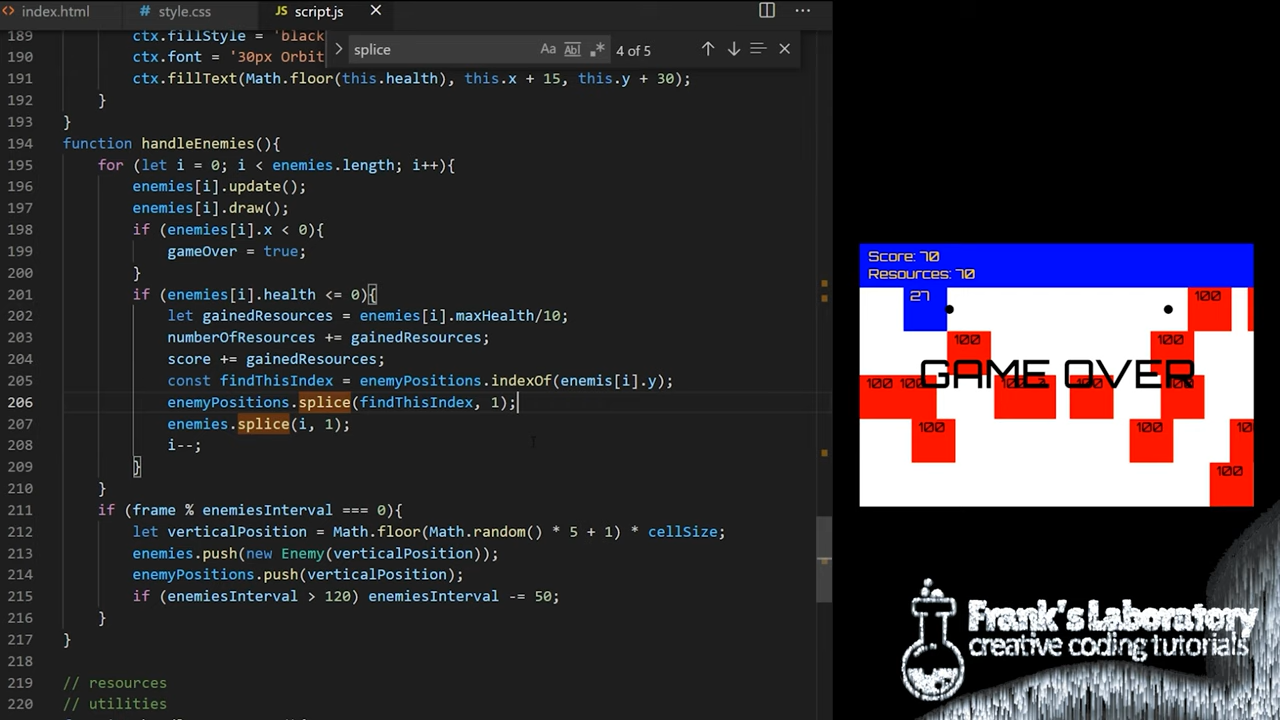 index.html
# style.css
JS script.js
splice
Aa Abl .* 4 of 5
189 ctx.fillStyle = 'black
190 ctx.font = '30px Orbit
191 ctx.fillText(Math.floor(this.health), this.x + 15, this.y + 30);
192 }
193 }
194 function handleEnemies(){
195 for (let i = 0; i < enemies.length; i++){
196 enemies[i].update();
197 enemies[i].draw();
198 if (enemies[i].x < 0){
199 gameOver = true;
200 }
201 if (enemies[i].health <= 0){
202 let gainedResources = enemies[i].maxHealth/10;
203 numberOfResources += gainedResources;
204 score += gainedResources;
205 const findThisIndex = enemyPositions.indexOf(enemis[i].y);
206 enemyPositions.splice(findThisIndex, 1);
207 enemies.splice(i, 1);
208 i--;
209 }
210 }
211 if (frame % enemiesInterval === 0){
212 let verticalPosition = Math.floor(Math.random() * 5 + 1) * cellSize;
213 enemies.push(new Enemy(verticalPosition));
214 enemyPositions.push(verticalPosition);
215 if (enemiesInterval > 120) enemiesInterval -= 50;
216 }
217 }
218
219 // resources
220 // utilities
Score: 70
Resources: 70
27 100
100 100
GAME OVER
100 100 100
100 100 10
100
Frank's Laboratory
creative coding tutorials